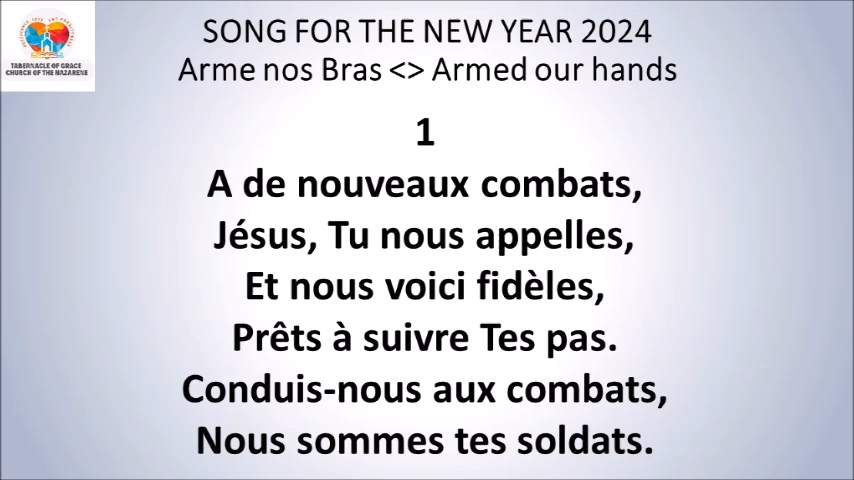 TABERNACLE OF GRACE
CHURCH OF THE NAZARENE
SONG FOR THE NEW YEAR 2024
Arme nos Bras <> Armed our hands
1
A de nouveaux combats,
Jésus, Tu nous appelles,
Et nous voici fidèles,
Prêts à suivre Tes pas.
Conduis-nous aux combats,
Nous sommes tes soldats.